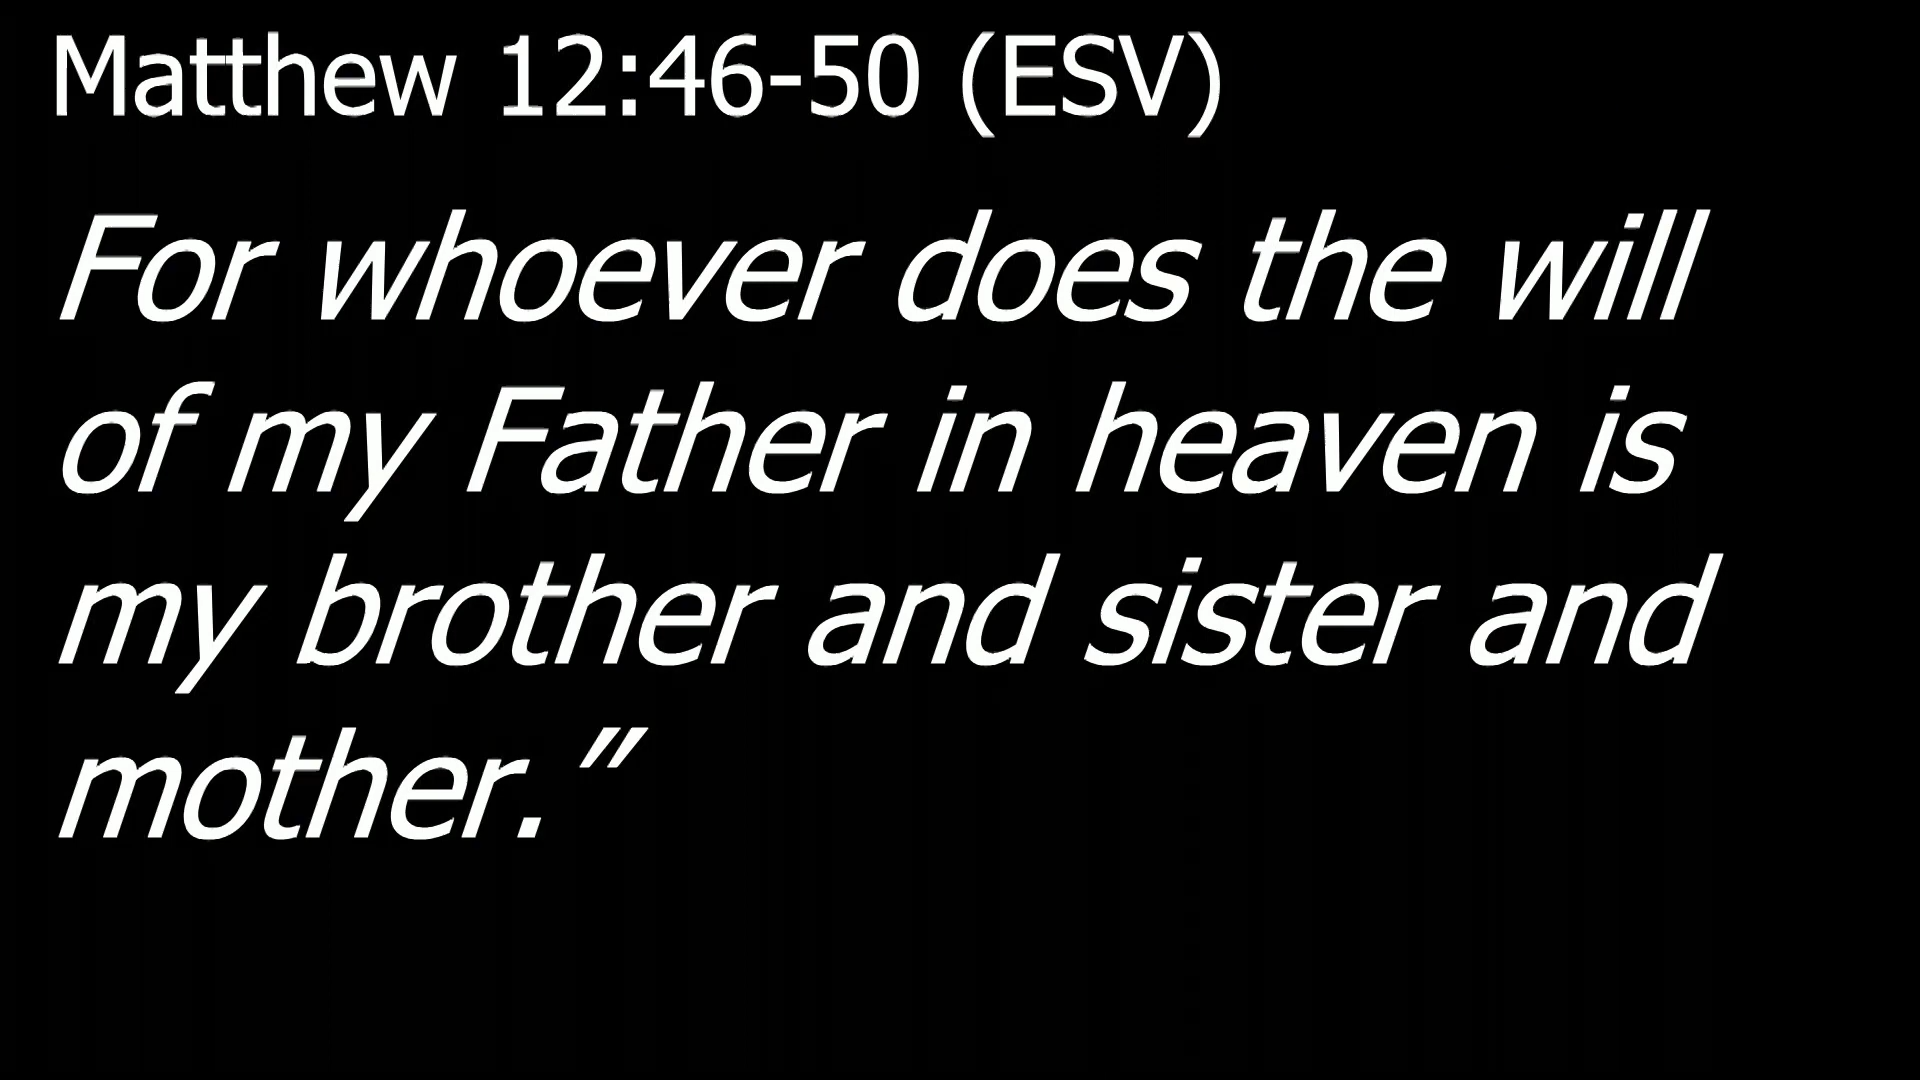 Matthew 12:46-50 (ESV)
For whoever does the will
of my Father in heaven is
my brother and sister and
mother.”